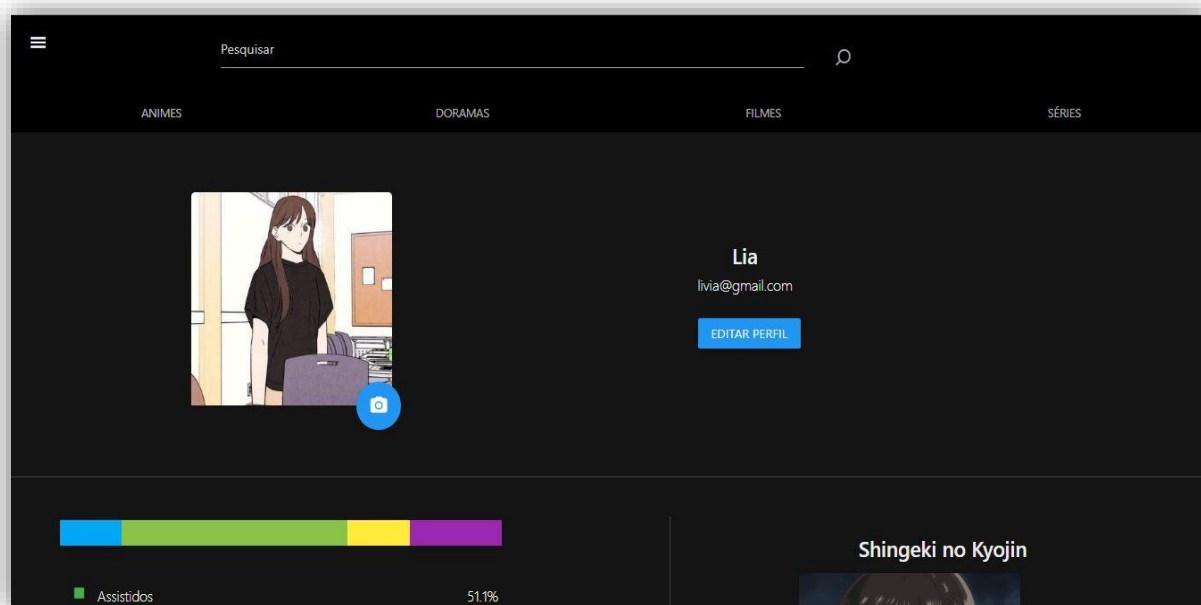 Pesquisar
ANIMES DORAMAS FILMES SÉRIES
Lia
livia@gmail.com
EDITAR PERFIL
Shingeki no Kyojin
Assistidos 51.1%